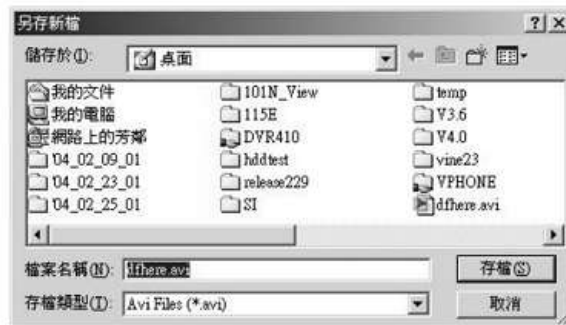 另存新檔
儲存於(I): 桌面
我的文件 101N_View temp
我的電腦 115E V3.6
網路上的芳鄰 DVR410 V4.0
'04_02_09_01 hddtest vine23
'04_02_23_01 release229 VPHONE
'04_02_25_01 SI dfhere.avi
檔案名稱(N): dfhere.avi 存檔(S)
存檔類型(T): Avi Files (*.avi) 取消